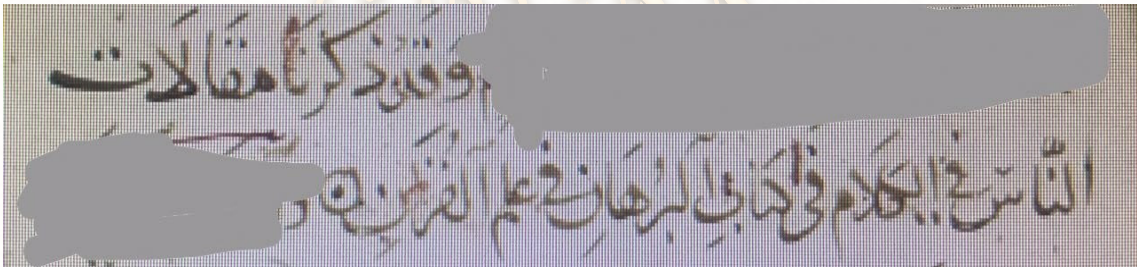 وقد ذكرنا مقالات
الناس في الكلام في كتاب البرهان في علم القرآن